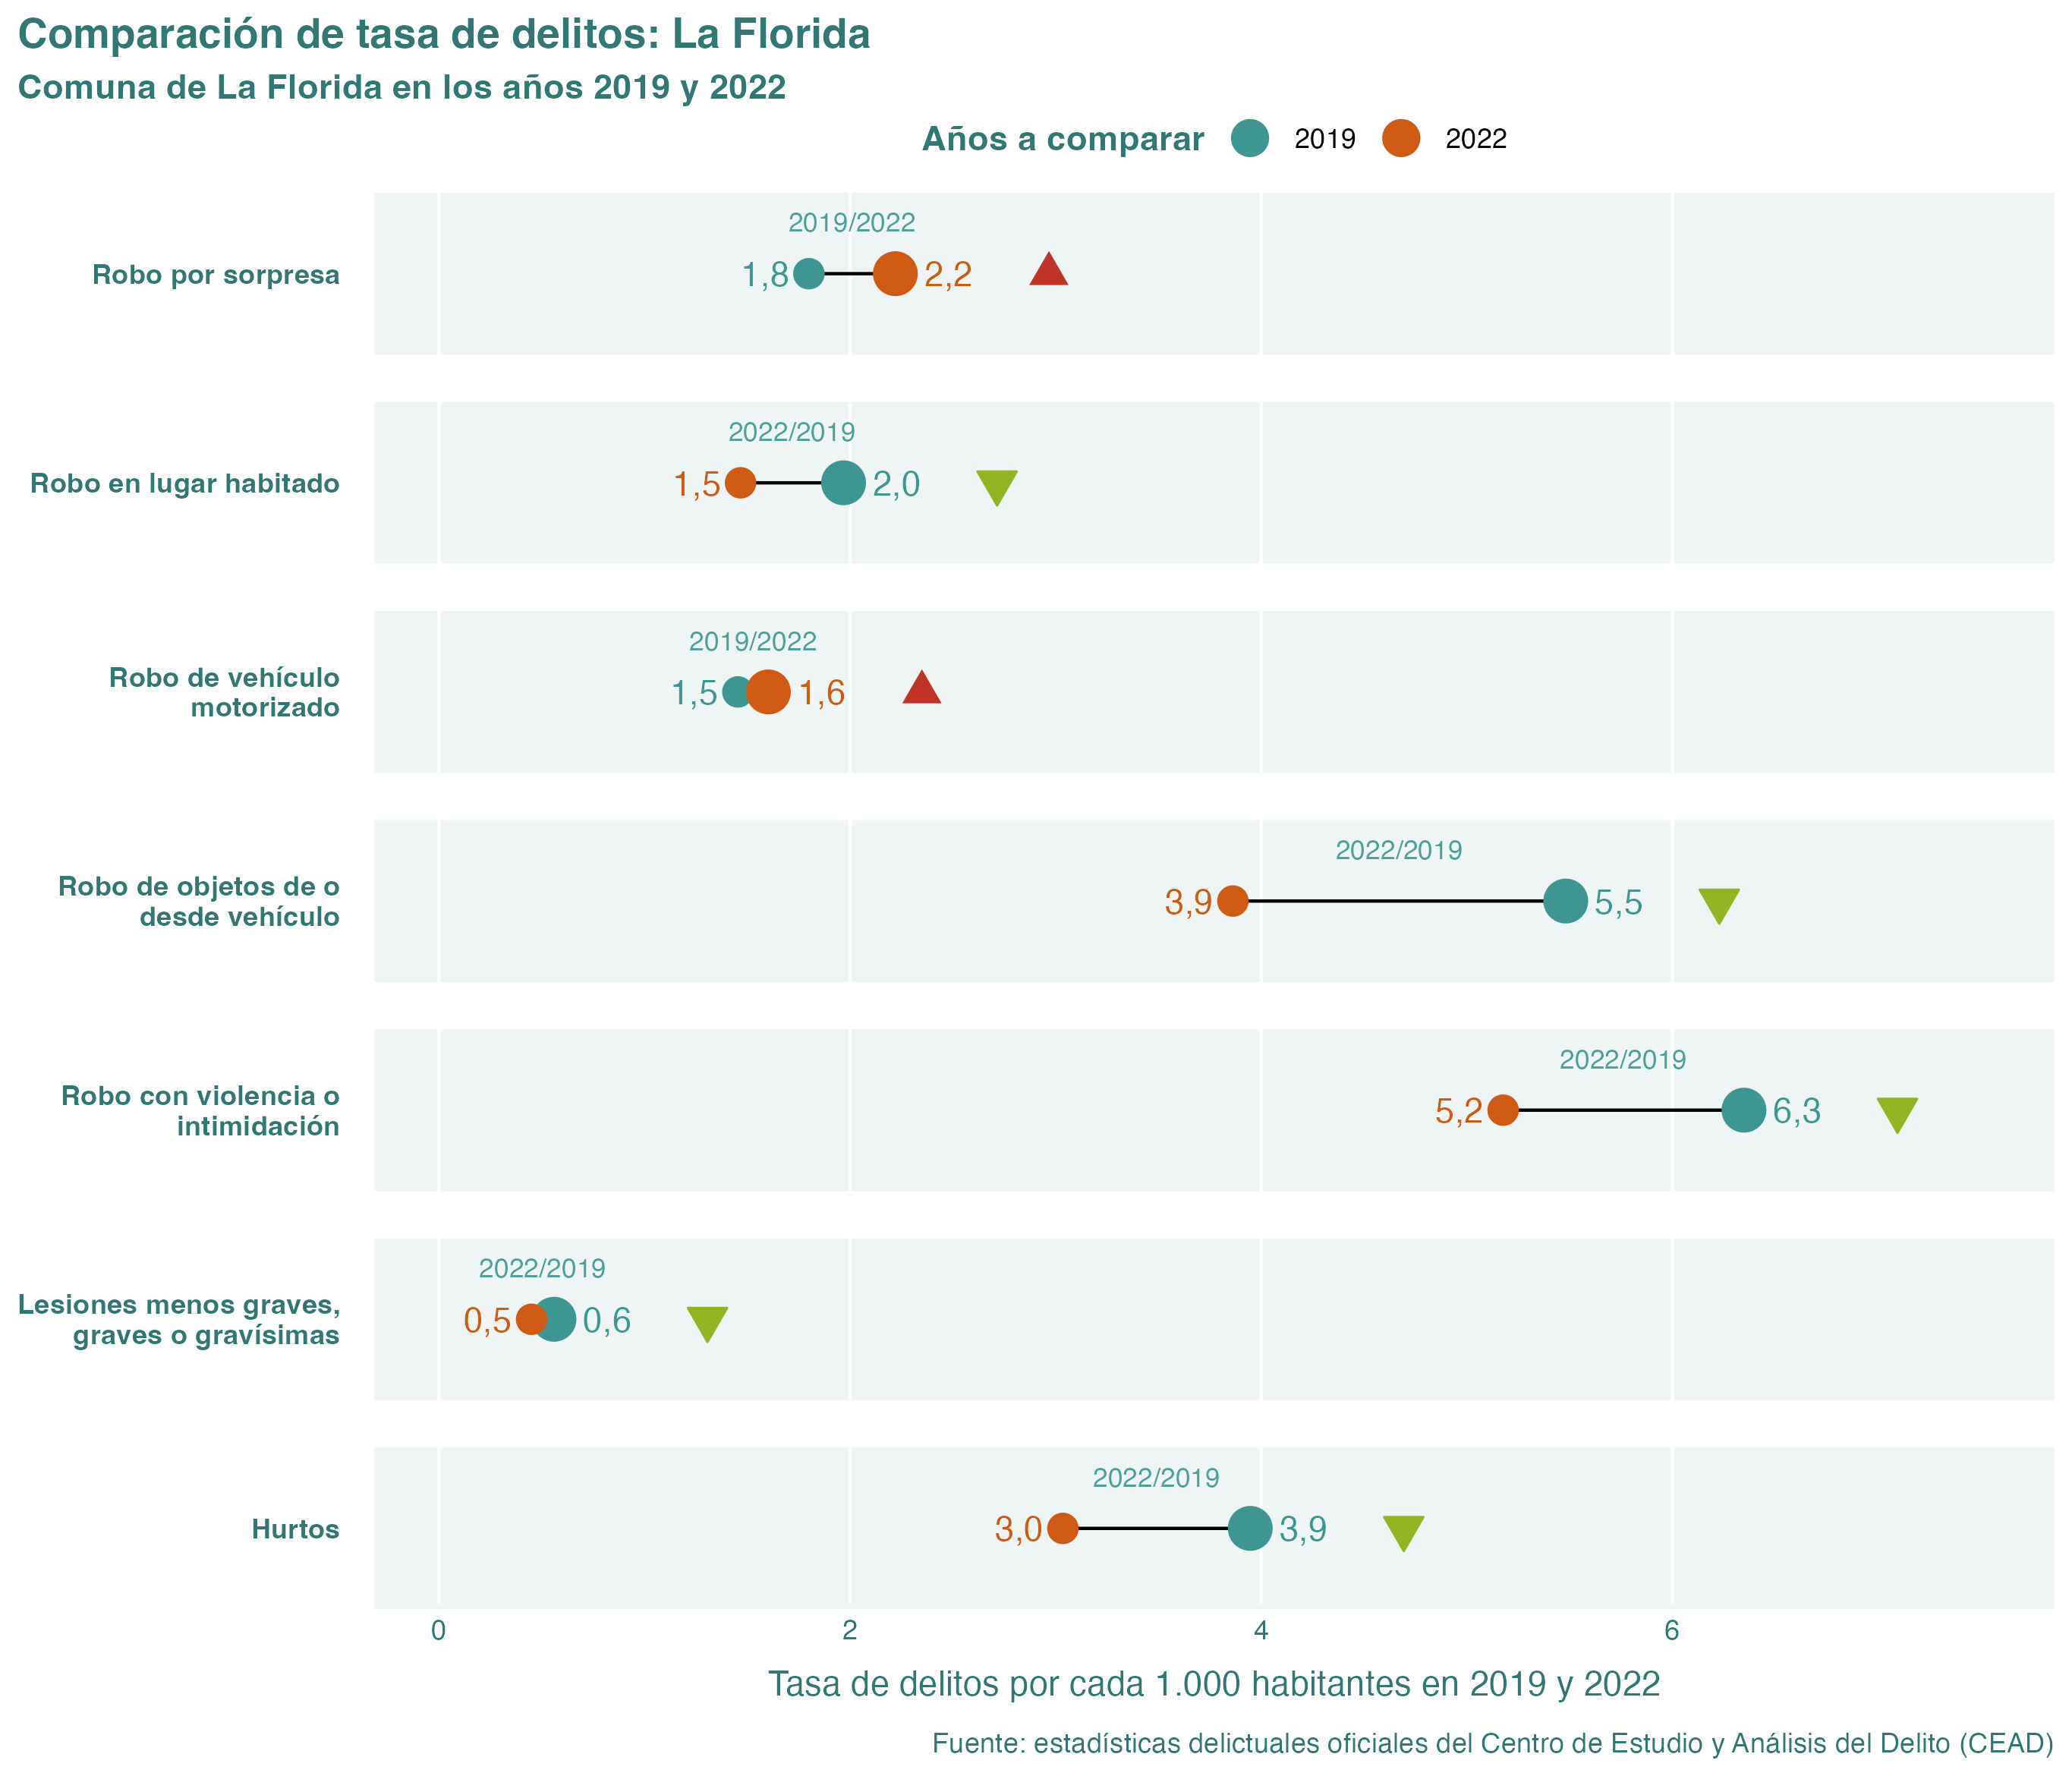 Comparación de tasa de delitos: La Florida
Comuna de La Florida en los años 2019 y 2022
Años a comparar 2019 2022
2019/2022
Robo por sorpresa
1,8 2,2
2022/2019
Robo en lugar habitado
1,5 2,0
2019/2022
Robo de vehículo
motorizado
1,5 1,6
2022/2019
Robo de objetos de o
desde vehículo
3,9 5,5
2022/2019
Robo con violencia o
intimidación
5,2 6,3
2022/2019
Lesiones menos graves,
graves o gravísimas
0,5 0,6
2022/2019
Hurtos
3,0 3,9
0 2 4 6
Tasa de delitos por cada 1.000 habitantes en 2019 y 2022
Fuente: estadísticas delictuales oficiales del Centro de Estudio y Análisis del Delito (CEAD)